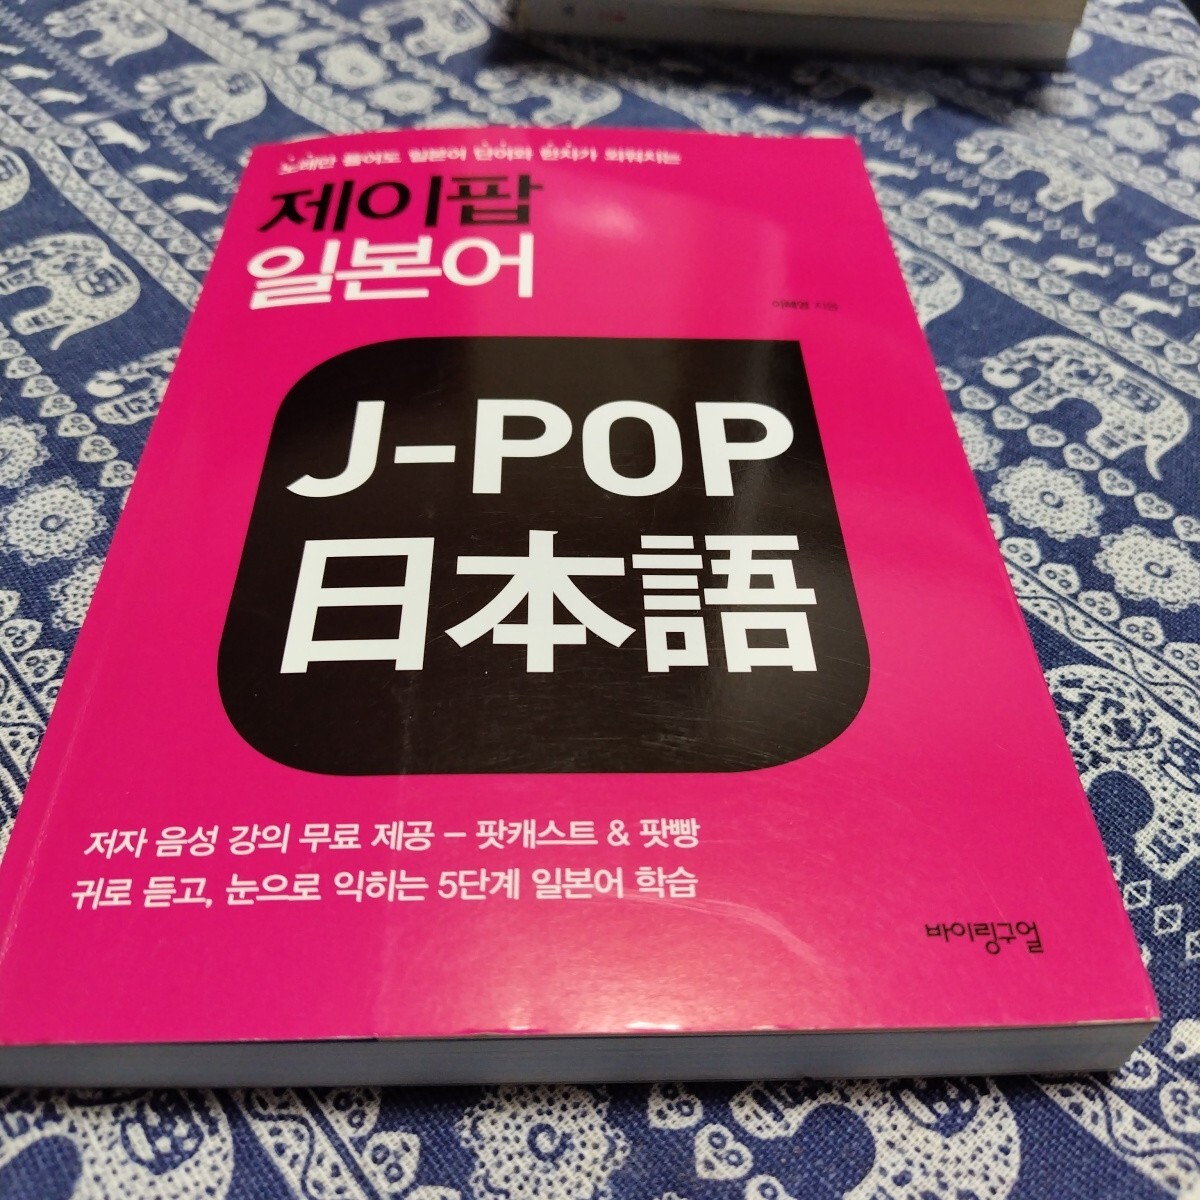 노래만 들어도 일본어 단어와 한자가 외워지는
제이팝
일본어
지음
J-POP
日本語
저자 음성 강의 무료 제공 – 팟캐스트 & 팟빵
귀로 듣고, 눈으로 익히는 5단계 일본어 학습
바이링구얼